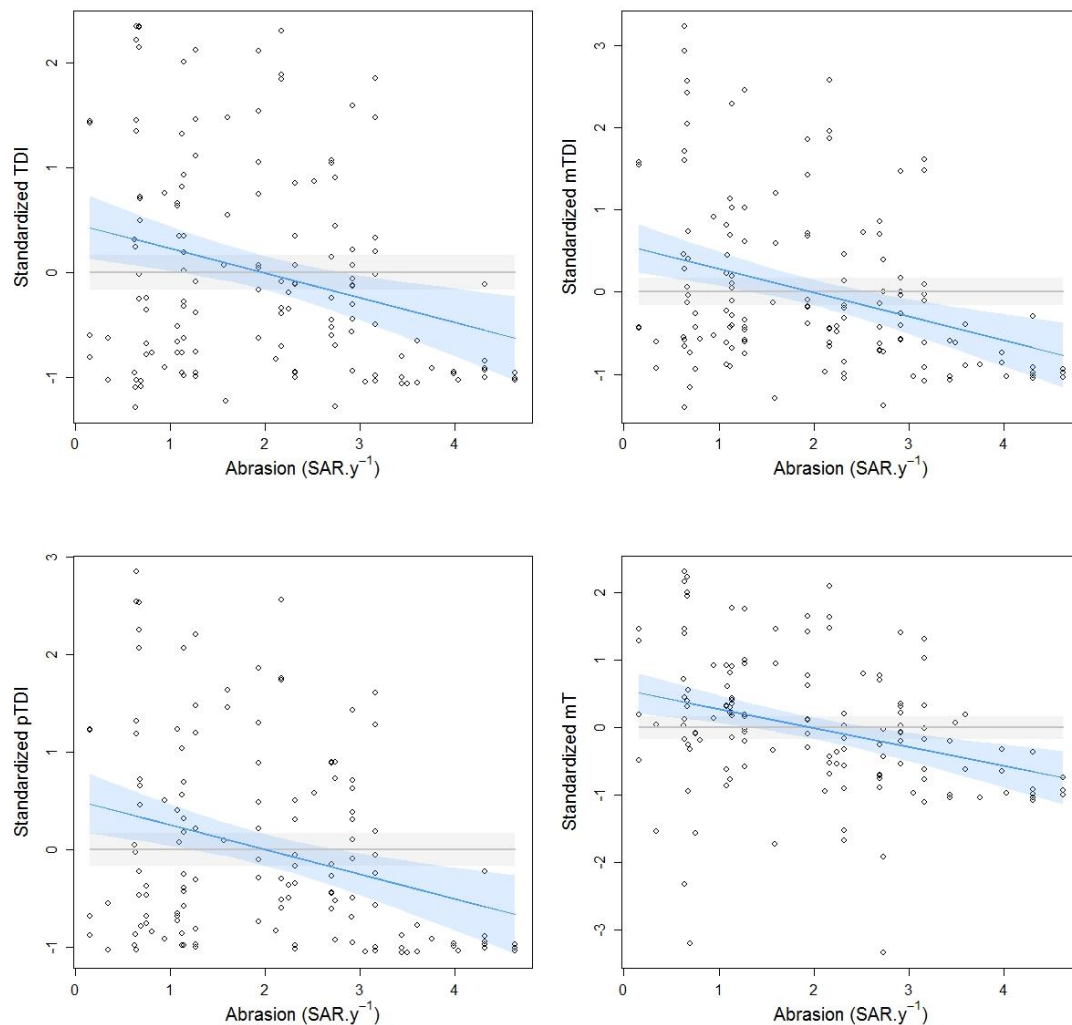 Standardized TDI
2
1
0
-1
0 1 2 3 4
Abrasion (SAR.y⁻¹)
Standardized mTDI
3
2
1
0
-1
0 1 2 3 4
Abrasion (SAR.y⁻¹)
Standardized pTDI
3
2
1
0
-1
0 1 2 3 4
Abrasion (SAR.y⁻¹)
Standardized mT
2
1
0
-1
-2
-3
0 1 2 3 4
Abrasion (SAR.y⁻¹)